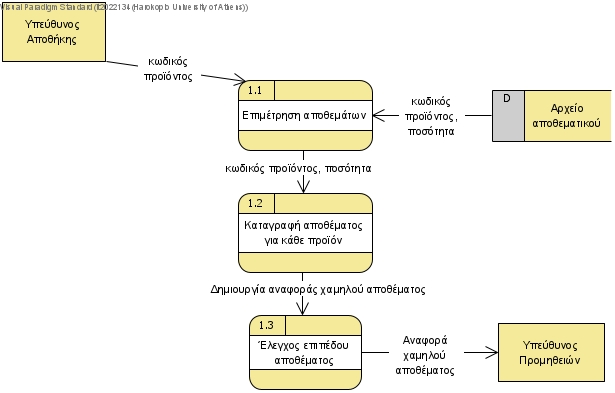 Visual Paradigm Standard (it2022134 (Harokopio University of Athens))
Υπεύθυνος
Αποθήκης
κωδικός
προϊόντος
1.1
Επιμέτρηση αποθεμάτων
κωδικός
προϊόντος,
ποσότητα
D
Αρχείο
αποθεματικού
κωδικός προϊόντος, ποσότητα
1.2
Καταγραφή αποθέματος
για κάθε προϊόν
Δημιουργία αναφοράς χαμηλού αποθέματος
1.3
Έλεγχος επιπέδου
αποθέματος
Αναφορά
χαμηλού
αποθέματος
Υπεύθυνος
Προμηθειών